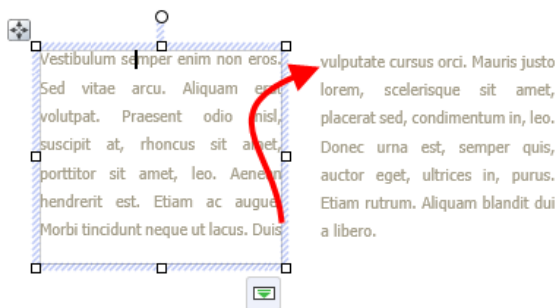 Vestibulum semper enim non eros.
Sed vitae arcu. Aliquam erat
volutpat. Praesent odio nisl,
suscipit at, rhoncus sit amet,
porttitor sit amet, leo. Aenean
hendrerit est. Etiam ac augue.
Morbi tincidunt neque ut lacus. Duis
vulputate cursus orci. Mauris justo
lorem, scelerisque sit amet,
placerat sed, condimentum in, leo.
Donec urna est, semper quis,
auctor eget, ultrices in, purus.
Etiam rutrum. Aliquam blandit dui
a libero.